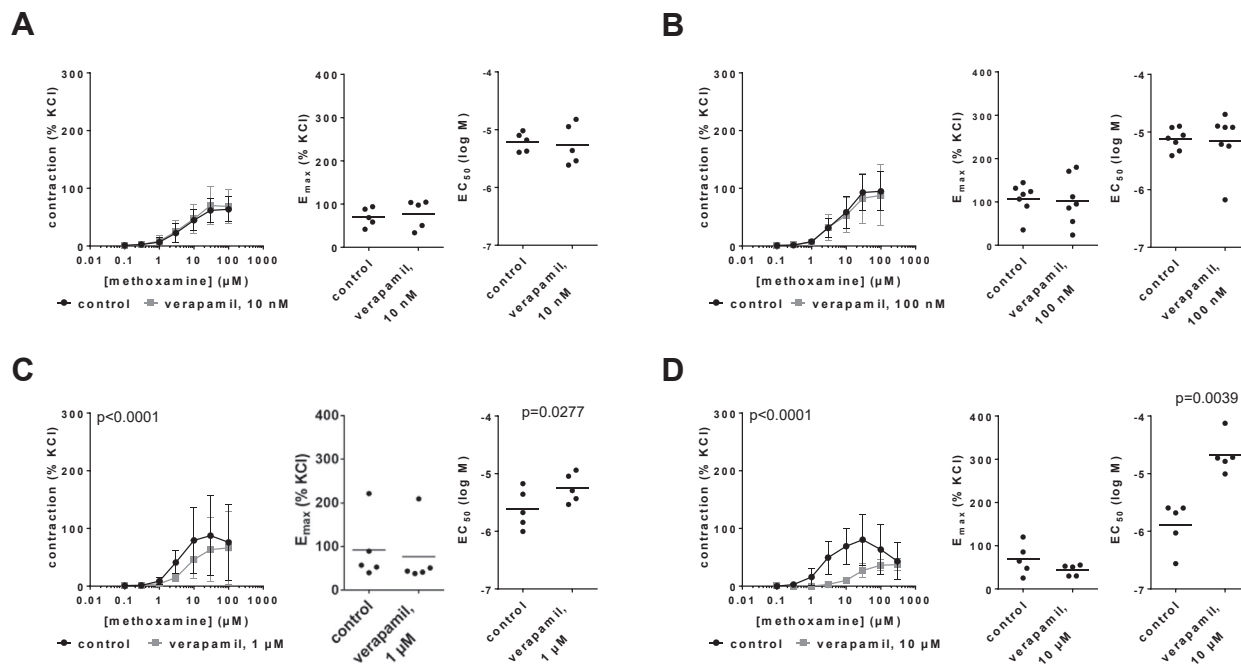 A
contraction (% KCl)
300
200
100
0
0.01 0.1 1 10 100 1000
[methoxamine] (µM)
control verapamil, 10 nM
Emax (% KCl)
400
300
200
100
0
control
verapamil,
10 nM
EC50 (log M)
-4
-5
-6
-7
control
verapamil,
10 nM
B
contraction (% KCl)
300
200
100
0
0.01 0.1 1 10 100 1000
[methoxamine] (µM)
control verapamil, 100 nM
Emax (% KCl)
400
300
200
100
0
control
verapamil,
100 nM
EC50 (log M)
-4
-5
-6
-7
control
verapamil,
100 nM
C
p<0.0001
contraction (% KCl)
300
200
100
0
0.01 0.1 1 10 100 1000
[methoxamine] (µM)
control verapamil, 1 µM
Emax (% KCl)
400
300
200
100
0
control
verapamil,
1 µM
p=0.0277
EC50 (log M)
-4
-5
-6
-7
control
verapamil,
1 µM
D
p<0.0001
contraction (% KCl)
300
200
100
0
0.01 0.1 1 10 100 1000
[methoxamine] (µM)
control verapamil, 10 µM
Emax (% KCl)
400
300
200
100
0
control
verapamil,
10 µM
p=0.0039
EC50 (log M)
-4
-5
-6
-7
control
verapamil,
10 µM